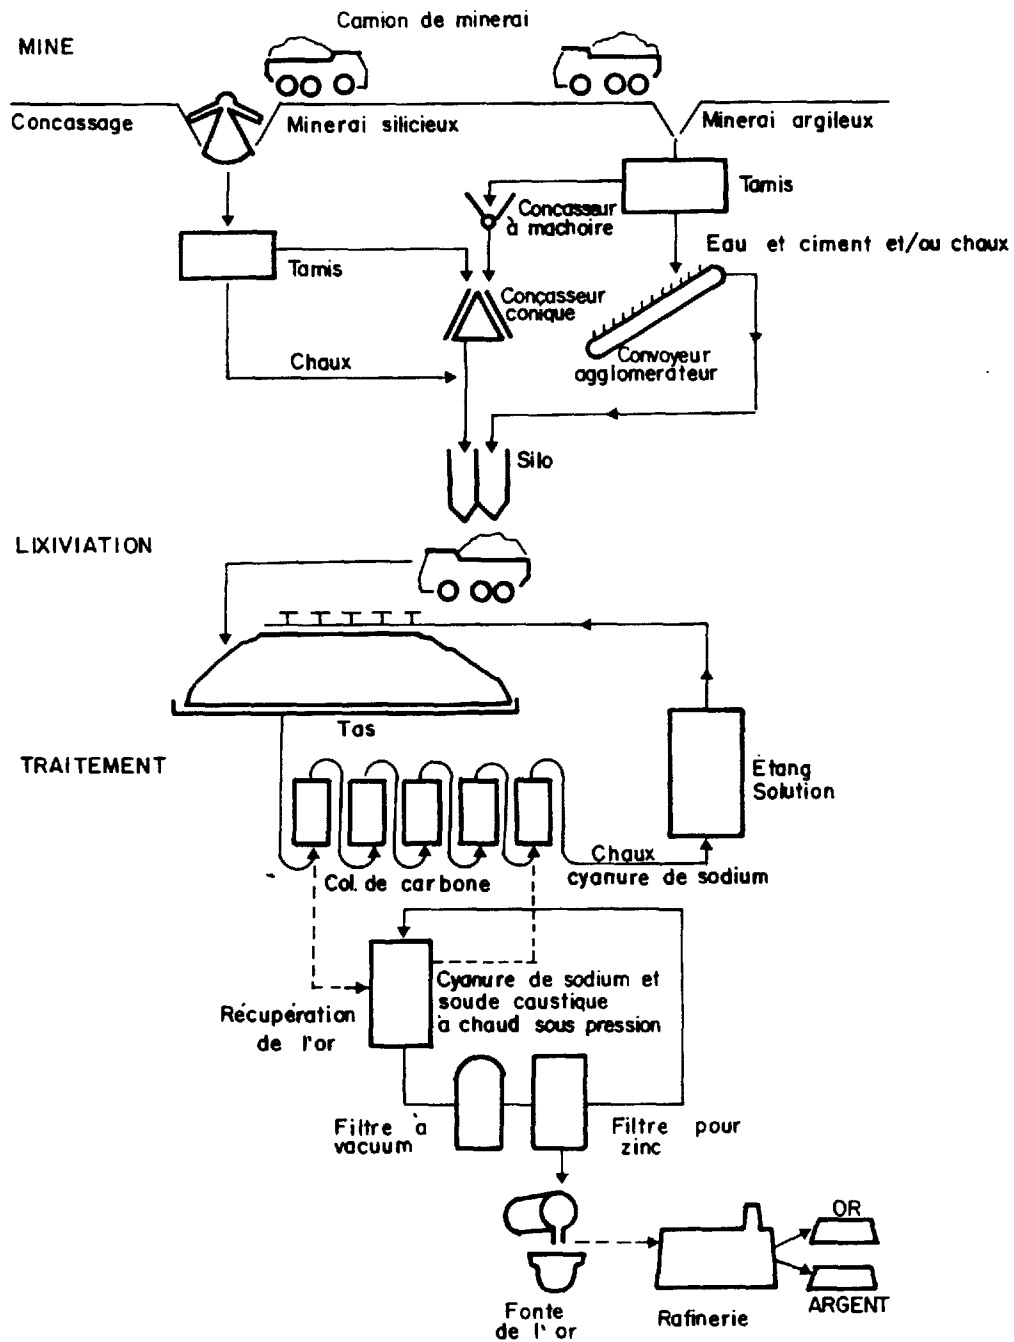 Camion de minerai
MINE
Concassage
Minerai silicieux
Minerai argileux
Tamis
Concasseur
à machoire
Eau et ciment et/ou chaux
Tamis
Conçasseur
conique
Convoyeur
agglomerateur
Chaux
Silo
LIXIVIATION
Tas
TRAITEMENT
Étang
Solution
Chaux
cyanure de sodium
Col. de carbone
Cyanure de sodium et
soude caustique
à chaud sous pression
Récupération
de l'or
Filtre à
vacuum
Filtre pour
zinc
OR
ARGENT
Fonte
de l'or
Rafinerie